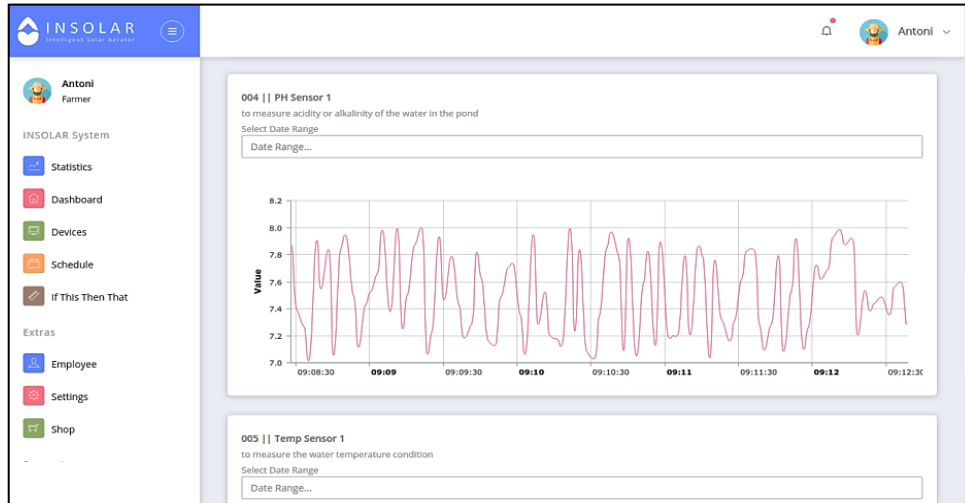 INSOLAR
Intelligent Solar Aerator
Antoni
Antoni
Farmer
INSOLAR System
Statistics
Dashboard
Devices
Schedule
If This Then That
Extras
Employee
Settings
Shop
004 || PH Sensor 1
to measure acidity or alkalinity of the water in the pond
Select Date Range
Date Range...
Value
8.2
8.0
7.8
7.6
7.4
7.2
7.0
09:08:30 09:09 09:09:30 09:10 09:10:30 09:11 09:11:30 09:12
005 || Temp Sensor 1
to measure the water temperature condition
Select Date Range
Date Range...